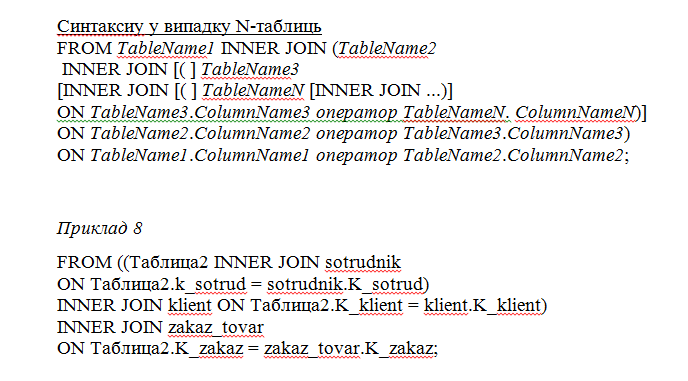 Синтаксиу у випадку N-таблиць
FROM TableName1 INNER JOIN (TableName2
INNER JOIN [( ] TableName3
[INNER JOIN [( ] TableNameN [INNER JOIN ...)]
ON TableName3.ColumnName3 оператор TableNameN. ColumnNameN)]
ON TableName2.ColumnName2 оператор TableName3.ColumnName3)
ON TableName1.ColumnName1 оператор TableName2.ColumnName2;
Приклад 8
FROM ((Таблица2 INNER JOIN sotrudnik
ON Таблица2.k_sotrud = sotrudnik.K_sotrud)
INNER JOIN klient ON Таблица2.K_klient = klient.K_klient)
INNER JOIN zakaz_tovar
ON Таблица2.K_zakaz = zakaz_tovar.K_zakaz;